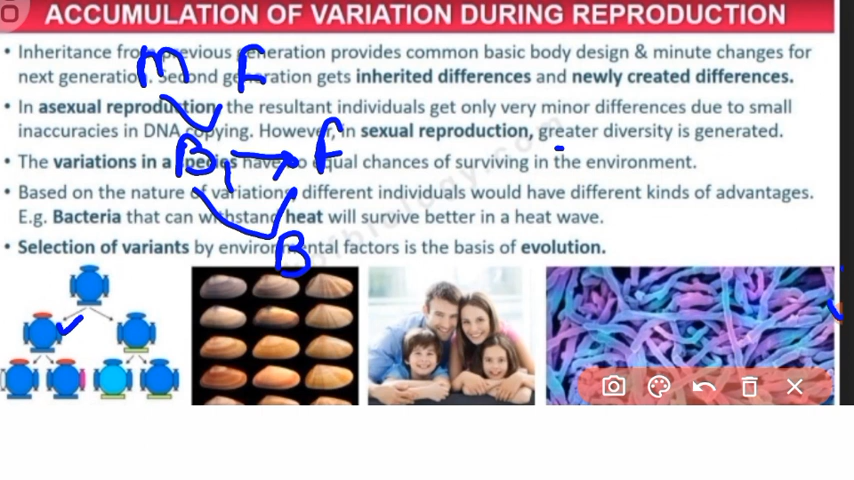 ACCUMULATION OF VARIATION DURING REPRODUCTION
• Inheritance from previous generation provides common basic body design & minute changes for
next generation. Second generation gets inherited differences and newly created differences.
• In asexual reproduction, the resultant individuals get only very minor differences due to small
inaccuracies in DNA copying. However, in sexual reproduction, greater diversity is generated.
• The variations in a species have no equal chances of surviving in the environment.
• Based on the nature of variations, different individuals would have different kinds of advantages.
E.g. Bacteria that can withstand heat will survive better in a heat wave.
• Selection of variants by environmental factors is the basis of evolution.
M F
B1 F
B